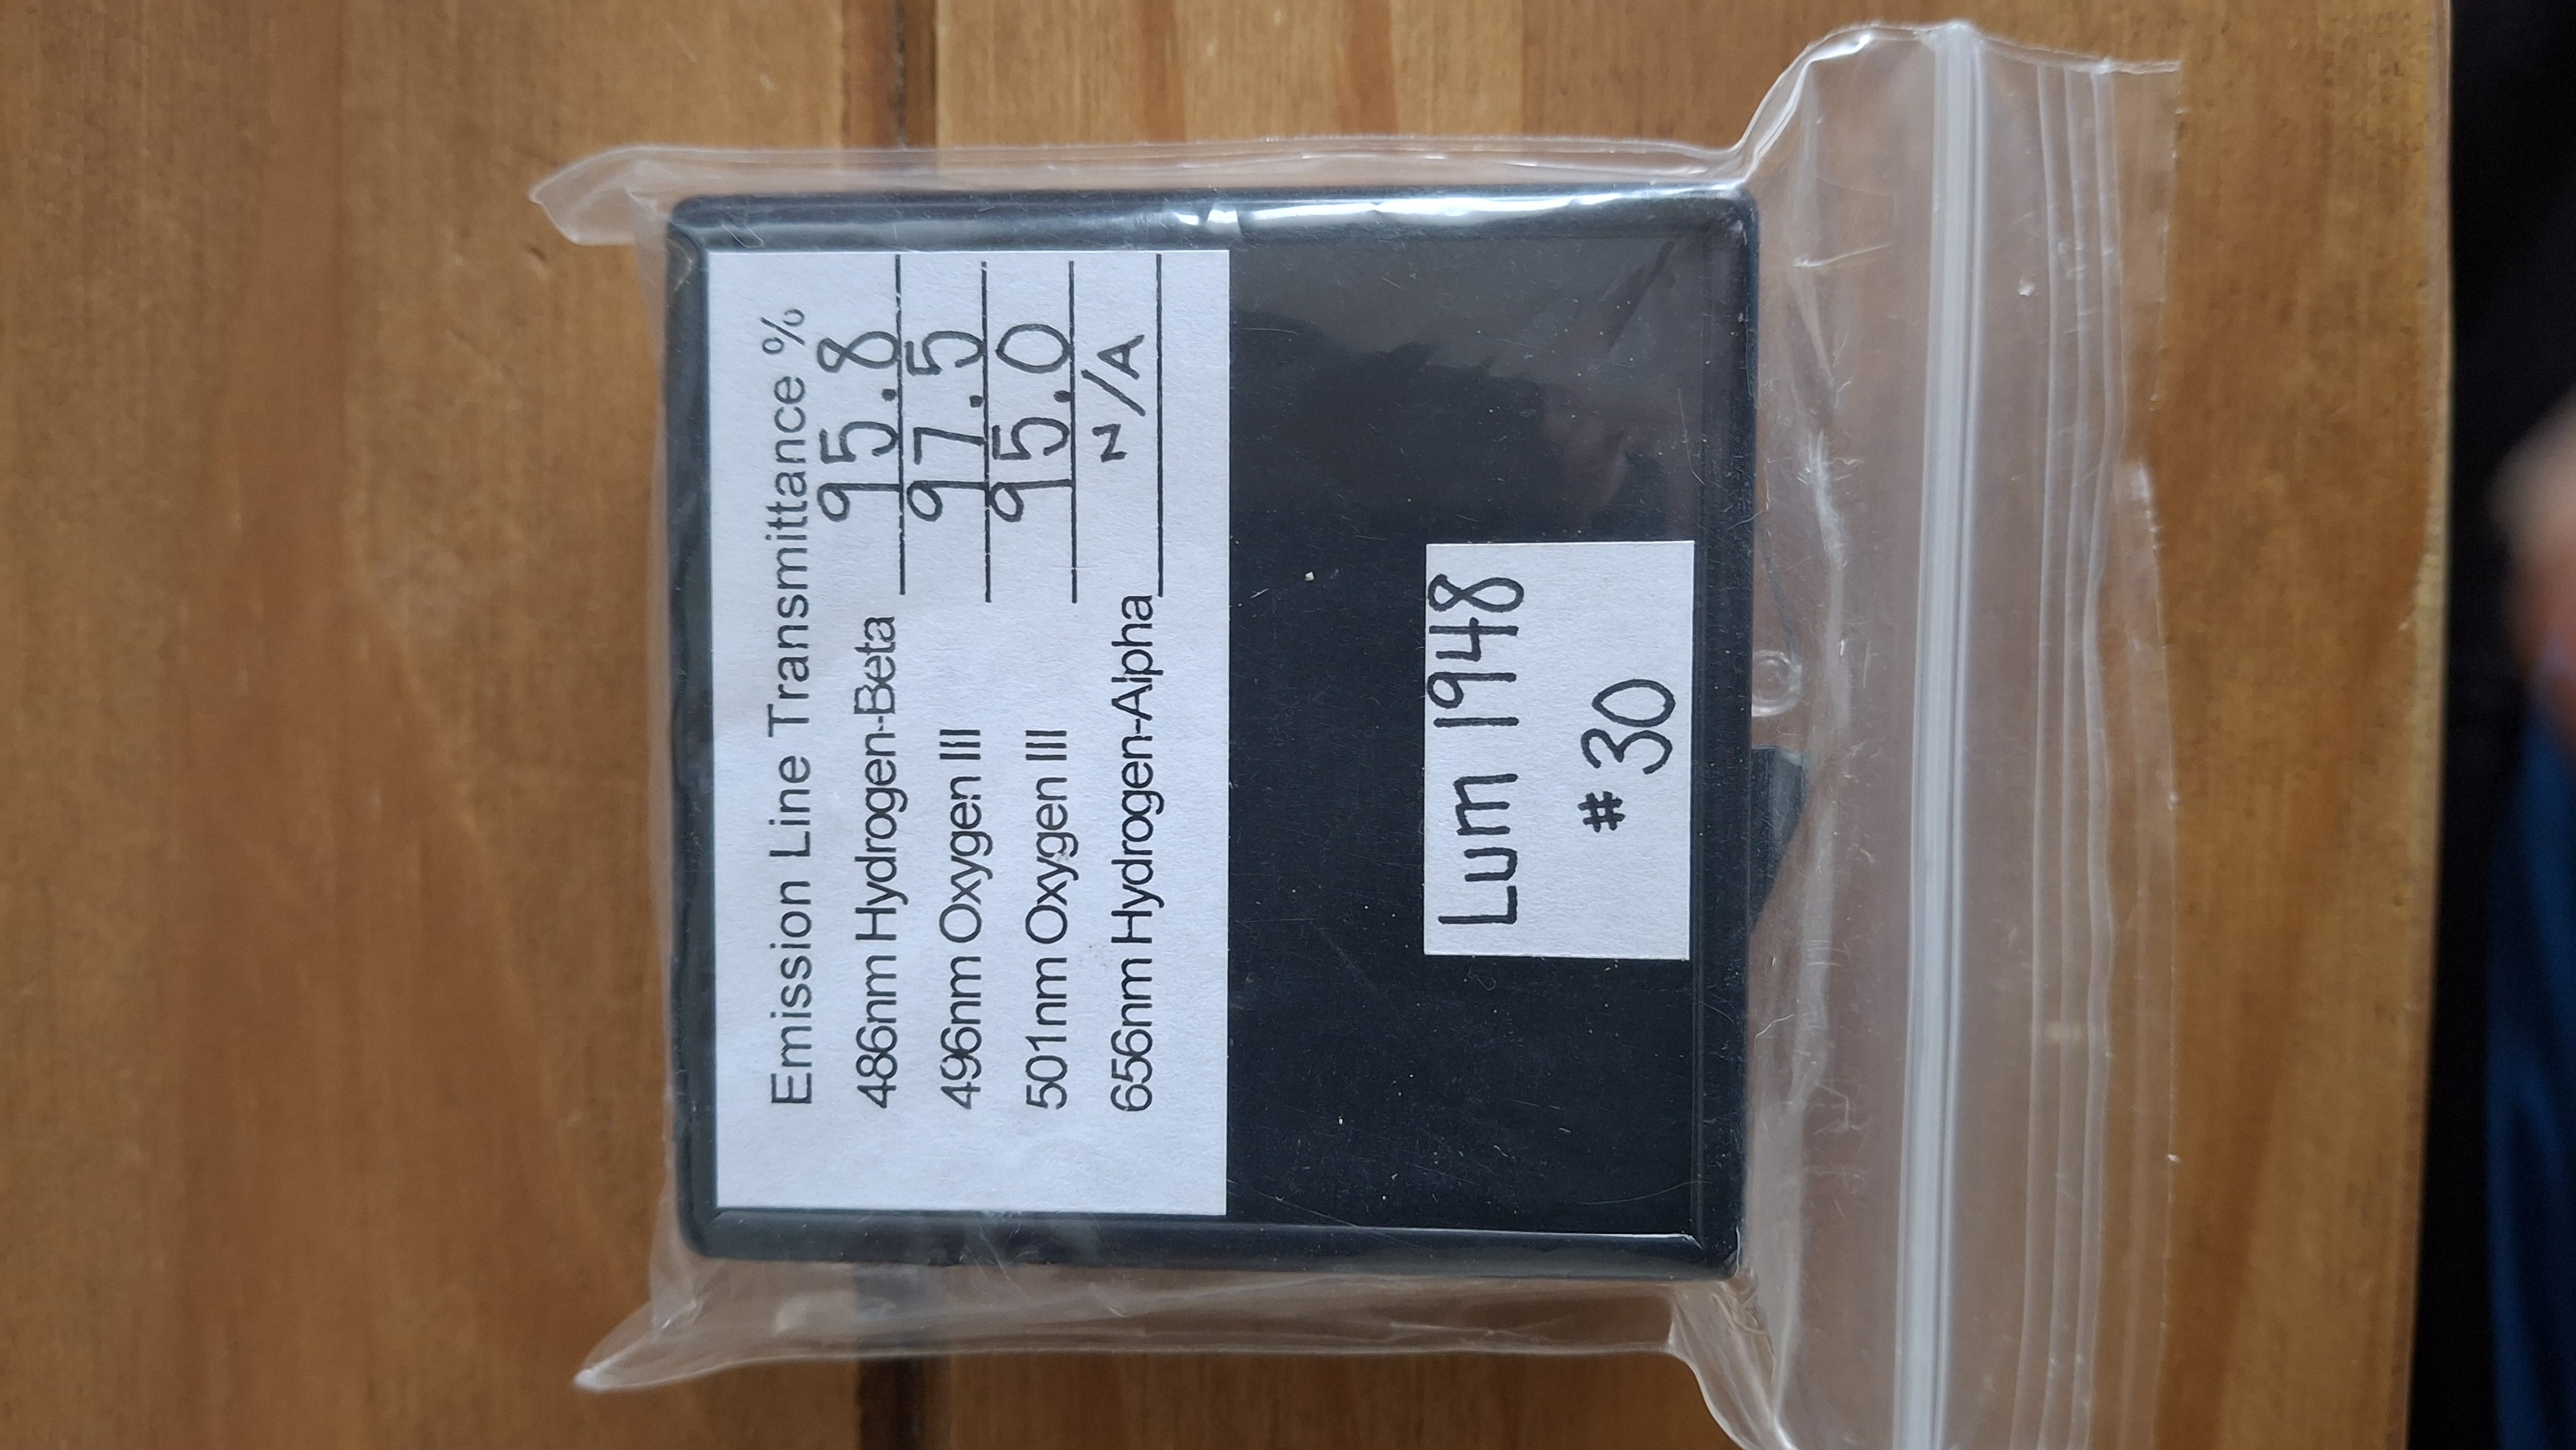 Emission Line Transmittance %
486nm Hydrogen-Beta 95.8
496nm Oxygen III 97.5
501nm Oxygen III 95.0
656nm Hydrogen-Alpha N/A
Lum 1948
#30